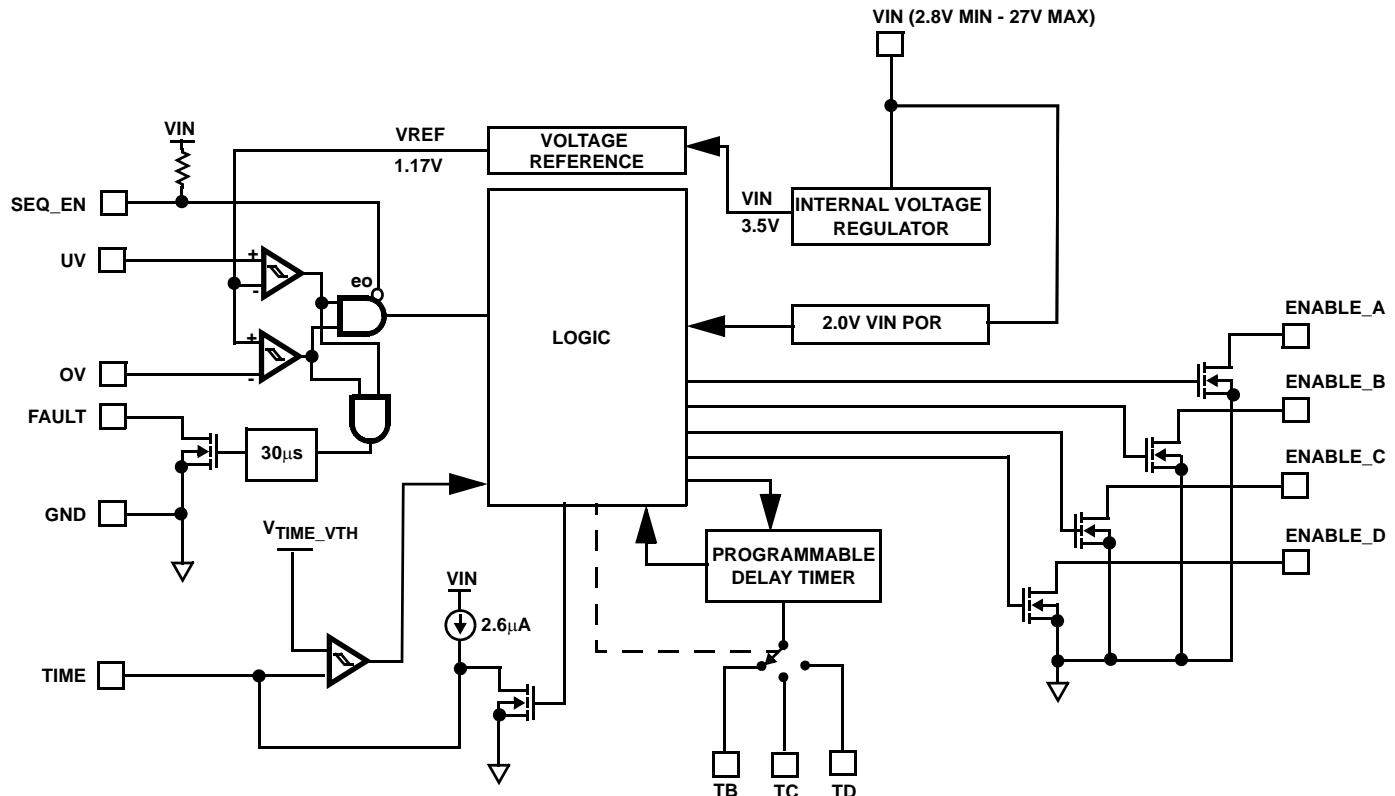 VIN (2.8V MIN - 27V MAX)
VIN
VREF
1.17V
VOLTAGE
REFERENCE
SEQ_EN
VIN
3.5V
INTERNAL VOLTAGE
REGULATOR
UV
+
-
eo
LOGIC
2.0V VIN POR
ENABLE_A
+
-
OV
ENABLE_B
FAULT
30μs
ENABLE_C
GND
VTIME_VTH
PROGRAMMABLE
DELAY TIMER
ENABLE_D
VIN
2.6μA
TIME
TB
TC
TD